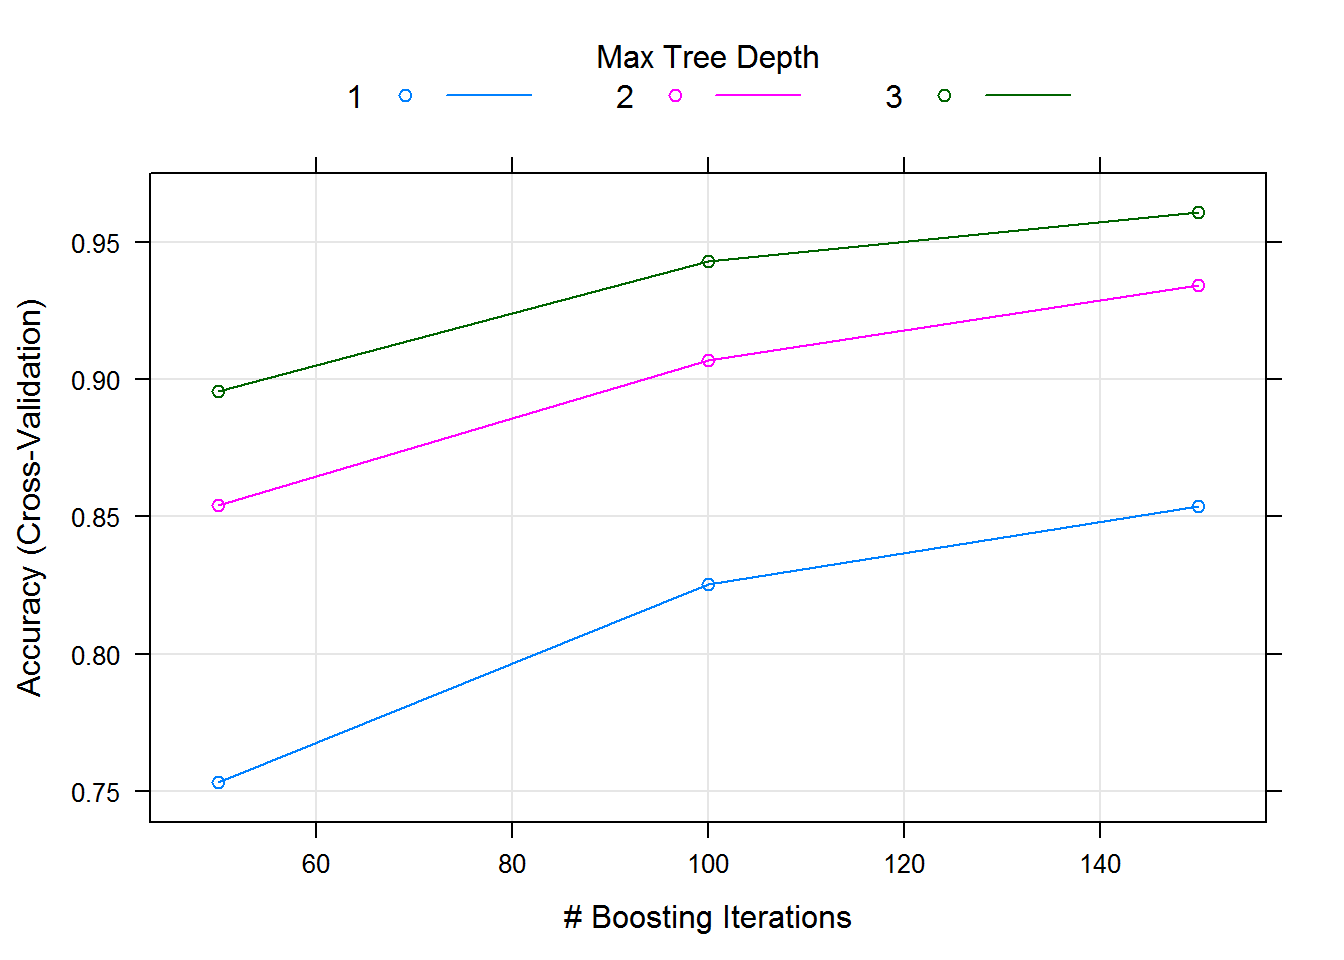 Max Tree Depth
1 2 3
0.95
0.90
0.85
0.80
0.75
Accuracy (Cross-Validation)
60 80 100 120 140
# Boosting Iterations